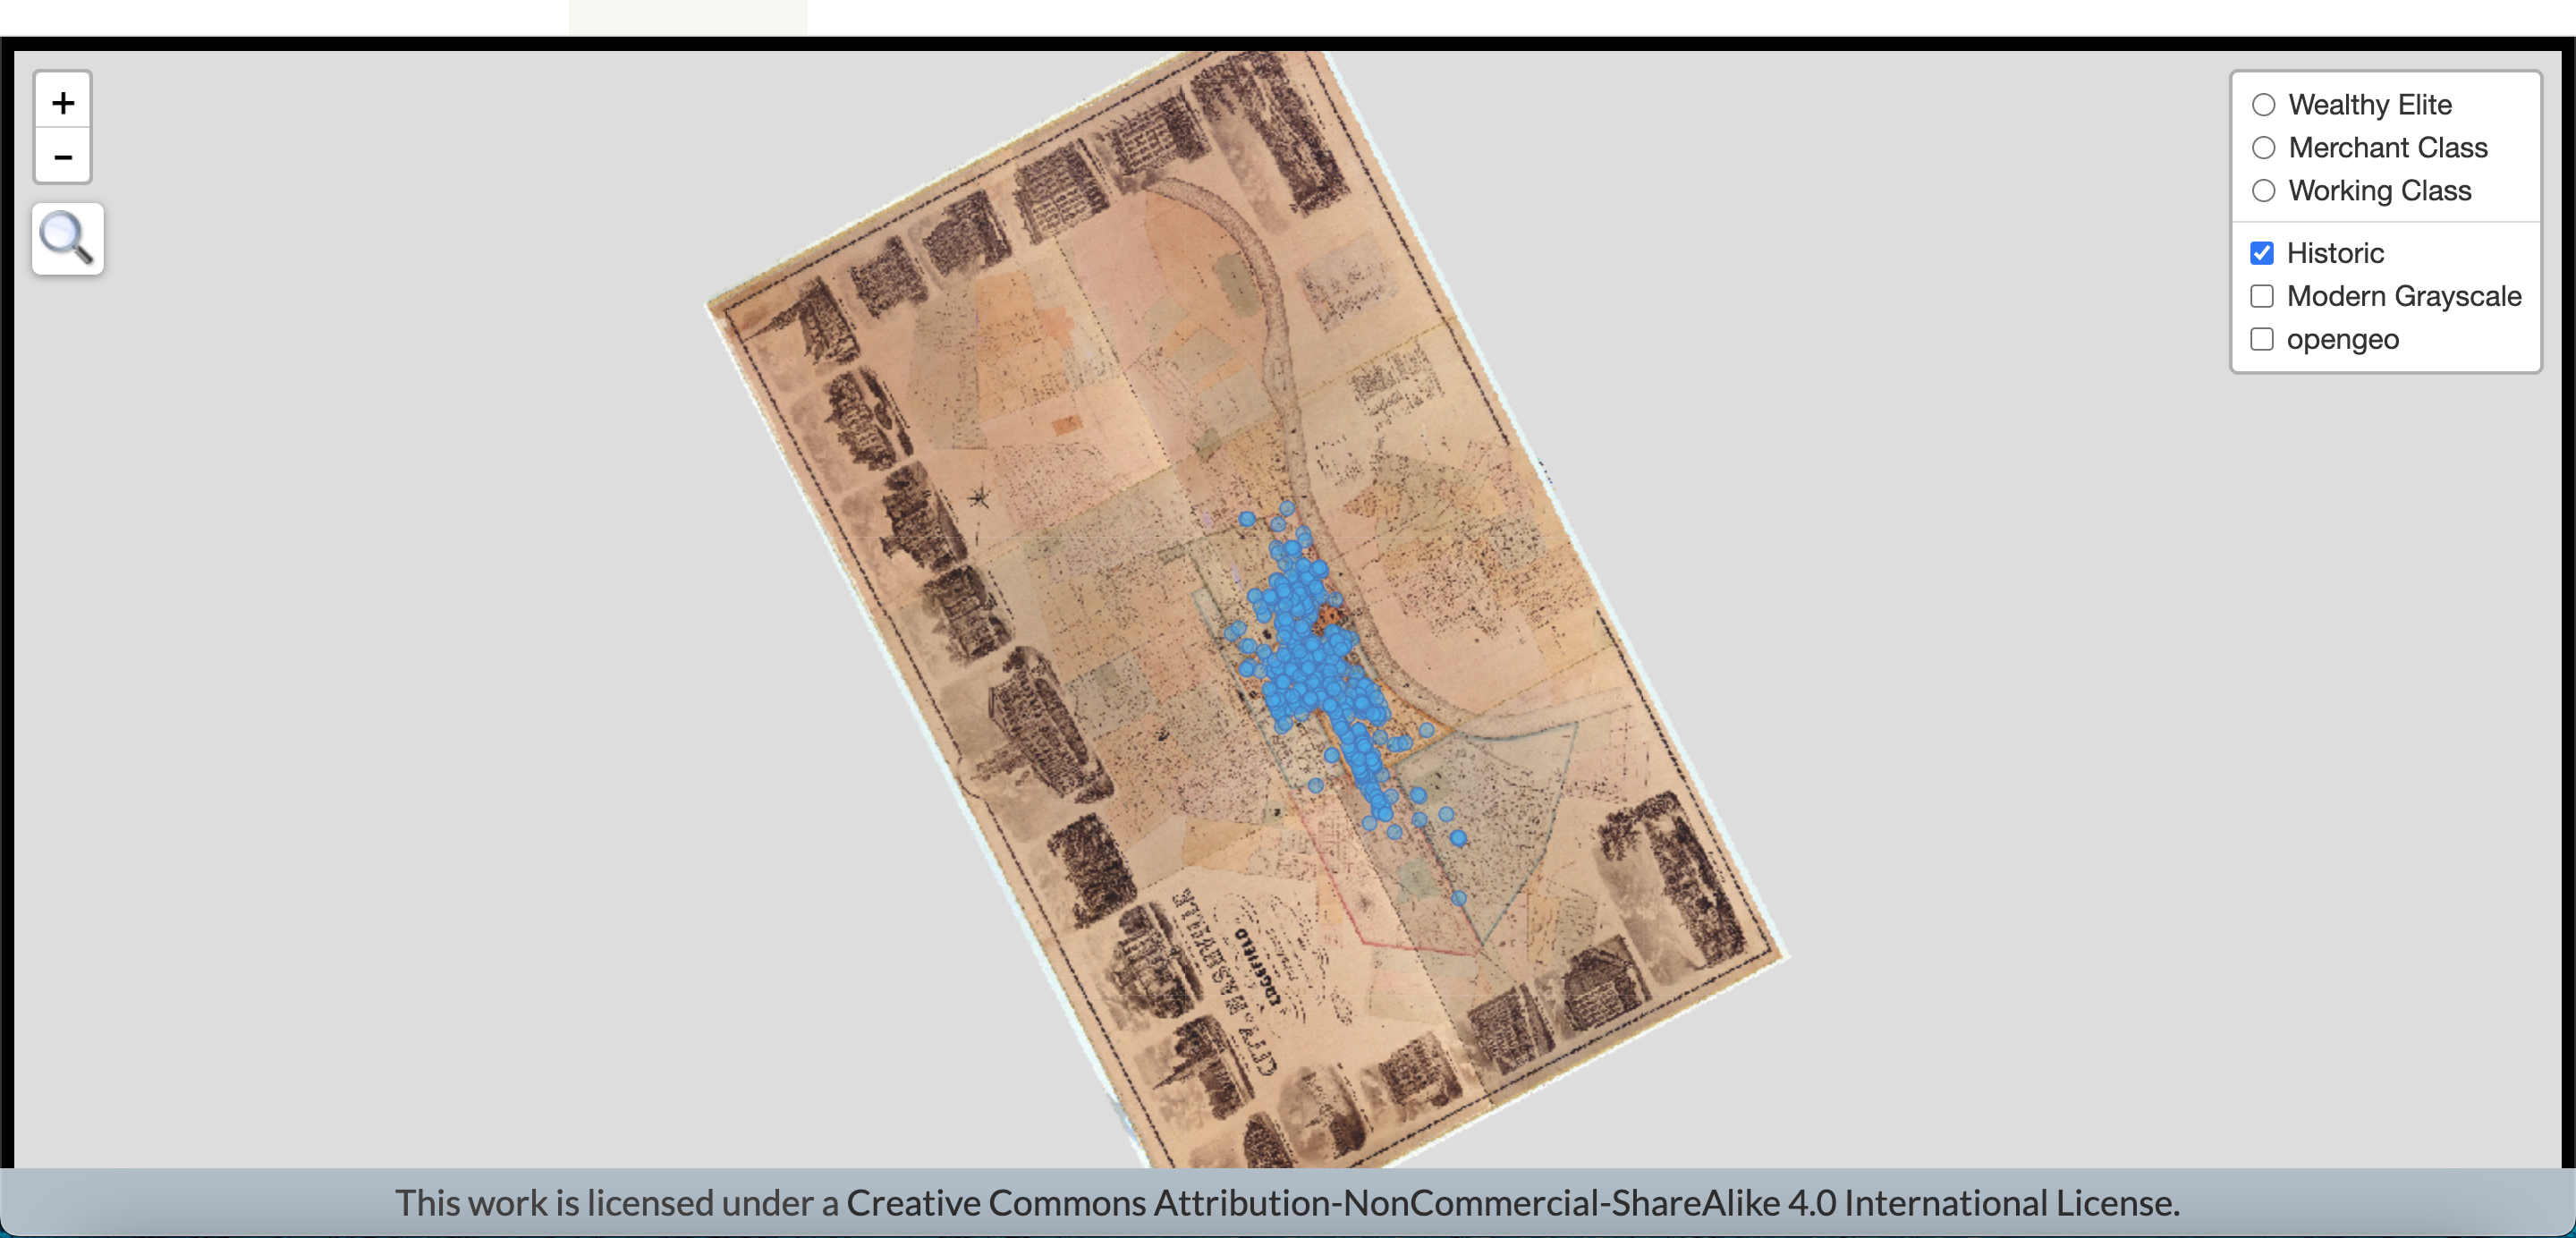 +
−
Wealthy Elite
Merchant Class
Working Class
Historic
Modern Grayscale
opengeo
CITY OF NASHVILLE
EDGEFIELD
This work is licensed under a Creative Commons Attribution-NonCommercial-ShareAlike 4.0 International License.